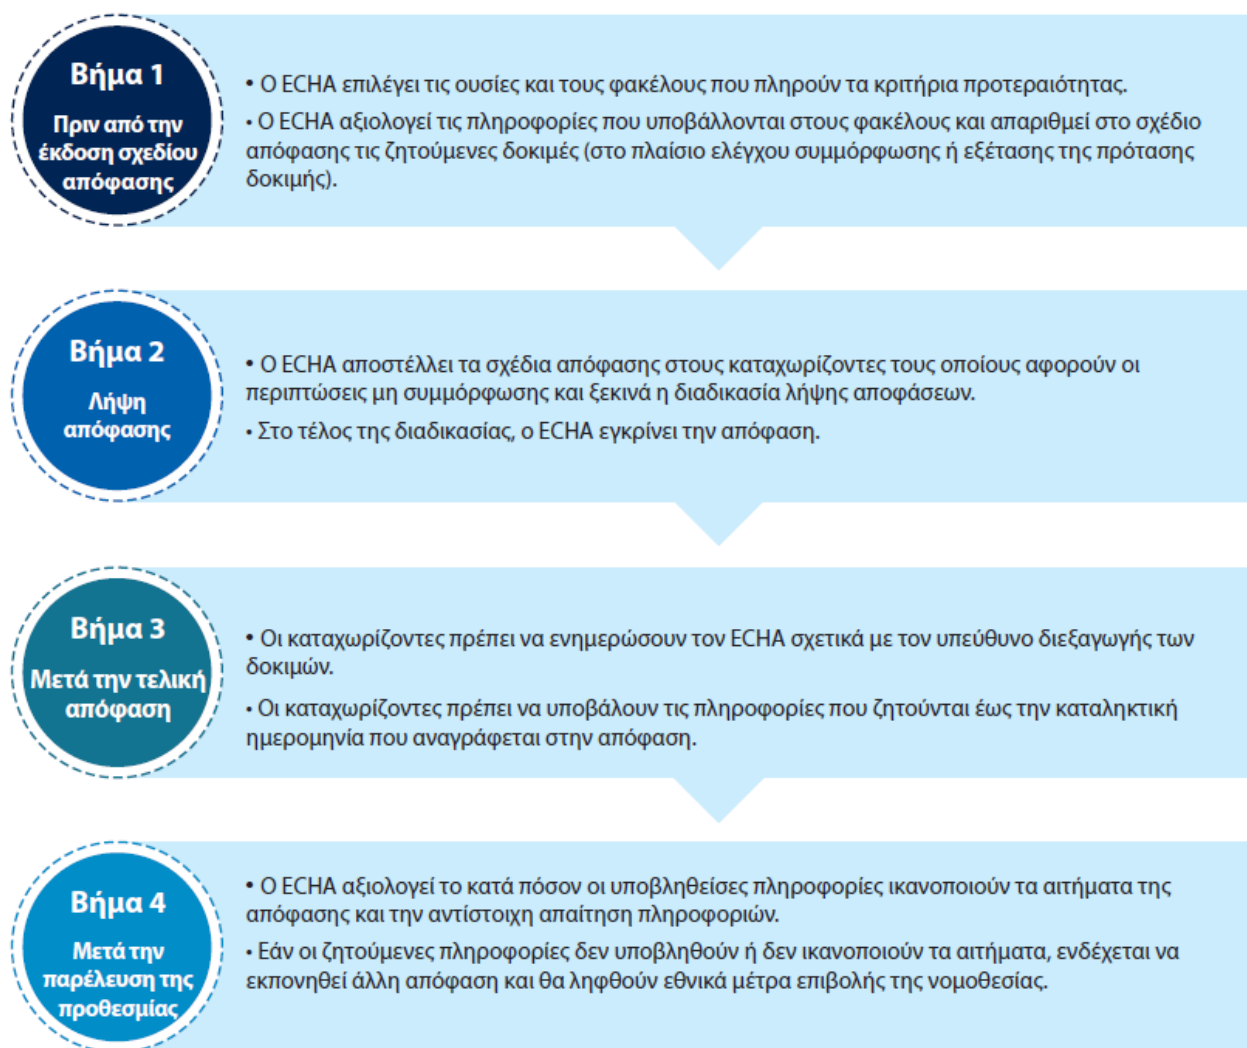 Βήμα 1
Πριν από την
έκδοση σχεδίου
απόφασης
• Ο ECHA επιλέγει τις ουσίες και τους φακέλους που πληρούν τα κριτήρια προτεραιότητας.
• Ο ECHA αξιολογεί τις πληροφορίες που υποβάλλονται στους φακέλους και απαριθμεί στο σχέδιο
απόφασης τις ζητούμενες δοκιμές (στο πλαίσιο ελέγχου συμμόρφωσης ή εξέτασης της πρότασης
δοκιμής).
Βήμα 2
Λήψη
απόφασης
• Ο ECHA αποστέλλει τα σχέδια απόφασης στους καταχωρίζοντες τους οποίους αφορούν οι
περιπτώσεις μη συμμόρφωσης και ξεκινά η διαδικασία λήψης αποφάσεων.
• Στο τέλος της διαδικασίας, ο ECHA εγκρίνει την απόφαση.
Βήμα 3
Μετά την τελική
απόφαση
• Οι καταχωρίζοντες πρέπει να ενημερώσουν τον ECHA σχετικά με τον υπεύθυνο διεξαγωγής των
δοκιμών.
• Οι καταχωρίζοντες πρέπει να υποβάλουν τις πληροφορίες που ζητούνται έως την καταληκτική
ημερομηνία που αναγράφεται στην απόφαση.
Βήμα 4
Μετά την
παρέλευση της
προθεσμίας
• Ο ECHA αξιολογεί το κατά πόσον οι υποβληθείσες πληροφορίες ικανοποιούν τα αιτήματα της
απόφασης και την αντίστοιχη απαίτηση πληροφοριών.
• Εάν οι ζητούμενες πληροφορίες δεν υποβληθούν ή δεν ικανοποιούν τα αιτήματα, ενδέχεται να
εκπονηθεί άλλη απόφαση και θα ληφθούν εθνικά μέτρα επιβολής της νομοθεσίας.